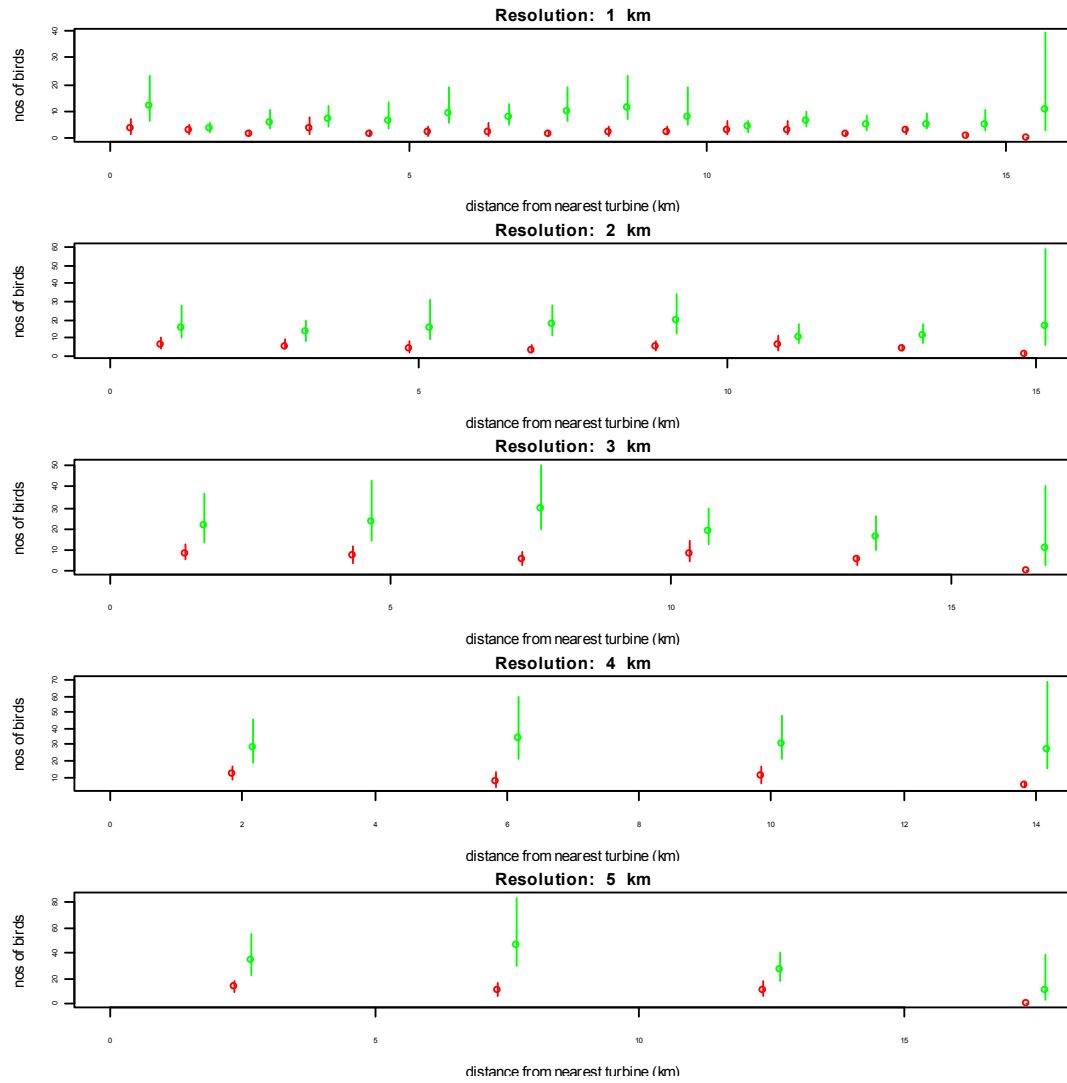 Resolution: 1 km
nos of birds
0 10 20 30 40
0 5 10 15
distance from nearest turbine (km)
Resolution: 2 km
nos of birds
0 10 20 30 40 50 60
0 5 10 15
distance from nearest turbine (km)
Resolution: 3 km
nos of birds
0 10 20 30 40 50
0 5 10 15
distance from nearest turbine (km)
Resolution: 4 km
nos of birds
10 20 30 40 50 60 70
0 2 4 6 8 10 12 14
distance from nearest turbine (km)
Resolution: 5 km
nos of birds
0 20 40 60 80
0 5 10 15
distance from nearest turbine (km)